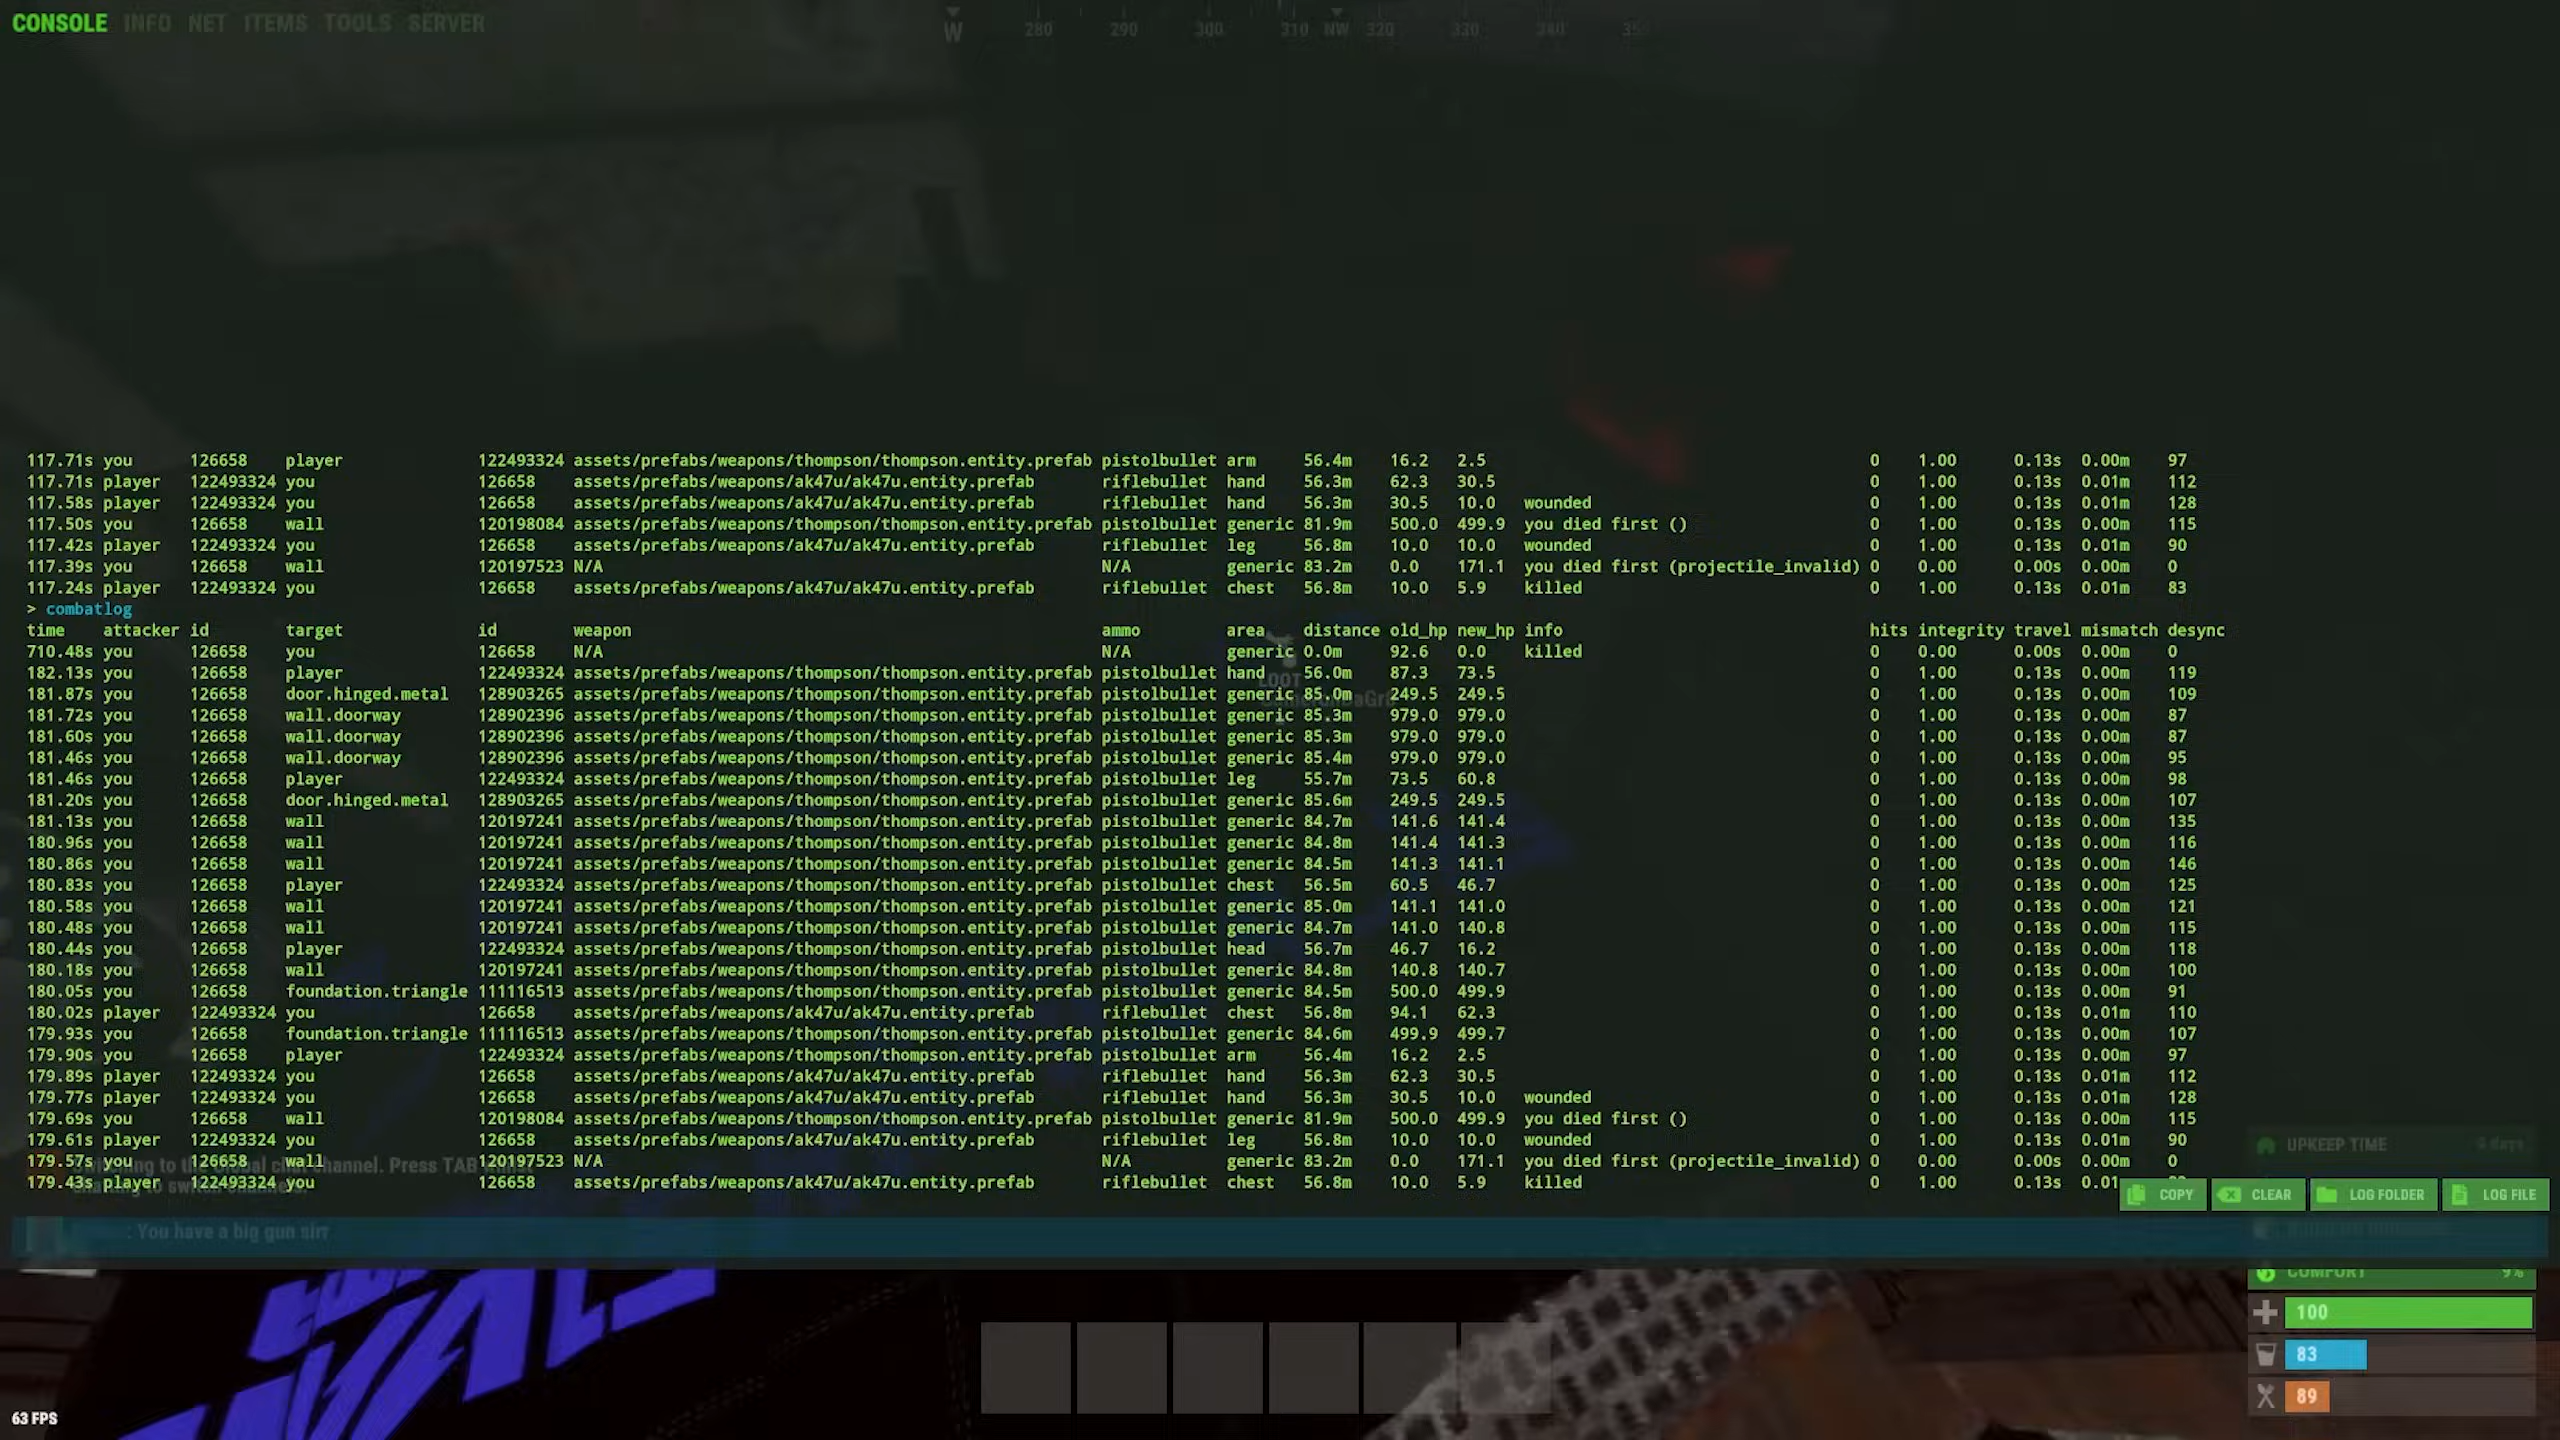 CONSOLE INFO NET ITEMS TOOLS SERVER
W 280 290 300 310 NW 320 330 340
117.71s you 126658 player 122493324 assets/prefabs/weapons/thompson/thompson.entity.prefab pistolbullet arm 56.4m 16.2 2.5 0 1.00 0.13s 0.00m 97
117.71s player 122493324 you 126658 assets/prefabs/weapons/ak47u/ak47u.entity.prefab riflebullet hand 56.3m 62.3 30.5 0 1.00 0.13s 0.01m 112
117.58s player 122493324 you 126658 assets/prefabs/weapons/ak47u/ak47u.entity.prefab riflebullet hand 56.3m 30.5 10.0 wounded 0 1.00 0.13s 0.01m 128
117.50s you 126658 wall 120198084 assets/prefabs/weapons/thompson/thompson.entity.prefab pistolbullet generic 81.9m 500.0 499.9 you died first () 0 1.00 0.13s 0.00m 115
117.42s player 122493324 you 126658 assets/prefabs/weapons/ak47u/ak47u.entity.prefab riflebullet leg 56.8m 10.0 10.0 wounded 0 1.00 0.13s 0.01m 90
117.39s you 126658 wall 120197523 N/A N/A generic 83.2m 0.0 171.1 you died first (projectile_invalid) 0 0.00 0.00s 0.00m 0
117.24s player 122493324 you 126658 assets/prefabs/weapons/ak47u/ak47u.entity.prefab riflebullet chest 56.8m 10.0 5.9 killed 0 1.00 0.13s 0.01m 83
> combatlog
time attacker id target id weapon ammo area distance old_hp new_hp info hits integrity travel mismatch desync
710.48s you 126658 you 126658 N/A N/A generic 0.0m 92.6 0.0 killed 0 0.00 0.00s 0.00m 0
182.13s you 126658 player 122493324 assets/prefabs/weapons/thompson/thompson.entity.prefab pistolbullet hand 56.0m 87.3 73.5 0 1.00 0.13s 0.00m 119
181.87s you 126658 door.hinged.metal 128903265 assets/prefabs/weapons/thompson/thompson.entity.prefab pistolbullet generic 85.0m 249.5 249.5 0 1.00 0.13s 0.00m 109
181.72s you 126658 wall.doorway 128902396 assets/prefabs/weapons/thompson/thompson.entity.prefab pistolbullet generic 85.3m 979.0 979.0 0 1.00 0.13s 0.00m 87
181.60s you 126658 wall.doorway 128902396 assets/prefabs/weapons/thompson/thompson.entity.prefab pistolbullet generic 85.3m 979.0 979.0 0 1.00 0.13s 0.00m 87
181.46s you 126658 wall.doorway 128902396 assets/prefabs/weapons/thompson/thompson.entity.prefab pistolbullet generic 85.4m 979.0 979.0 0 1.00 0.13s 0.00m 95
181.46s you 126658 player 122493324 assets/prefabs/weapons/thompson/thompson.entity.prefab pistolbullet leg 55.7m 73.5 60.8 0 1.00 0.13s 0.00m 98
181.20s you 126658 door.hinged.metal 128903265 assets/prefabs/weapons/thompson/thompson.entity.prefab pistolbullet generic 85.6m 249.5 249.5 0 1.00 0.13s 0.00m 107
181.13s you 126658 wall 120197241 assets/prefabs/weapons/thompson/thompson.entity.prefab pistolbullet generic 84.7m 141.6 141.4 0 1.00 0.13s 0.00m 135
180.96s you 126658 wall 120197241 assets/prefabs/weapons/thompson/thompson.entity.prefab pistolbullet generic 84.8m 141.4 141.3 0 1.00 0.13s 0.00m 116
180.86s you 126658 wall 120197241 assets/prefabs/weapons/thompson/thompson.entity.prefab pistolbullet generic 84.5m 141.3 141.1 0 1.00 0.13s 0.00m 146
180.83s you 126658 player 122493324 assets/prefabs/weapons/thompson/thompson.entity.prefab pistolbullet chest 56.5m 60.5 46.7 0 1.00 0.13s 0.00m 125
180.58s you 126658 wall 120197241 assets/prefabs/weapons/thompson/thompson.entity.prefab pistolbullet generic 85.0m 141.1 141.0 0 1.00 0.13s 0.00m 121
180.48s you 126658 wall 120197241 assets/prefabs/weapons/thompson/thompson.entity.prefab pistolbullet generic 84.7m 141.0 140.8 0 1.00 0.13s 0.00m 115
180.44s you 126658 player 122493324 assets/prefabs/weapons/thompson/thompson.entity.prefab pistolbullet head 56.7m 46.7 16.2 0 1.00 0.13s 0.00m 118
180.18s you 126658 wall 120197241 assets/prefabs/weapons/thompson/thompson.entity.prefab pistolbullet generic 84.8m 140.8 140.7 0 1.00 0.13s 0.00m 100
180.05s you 126658 foundation.triangle 111116513 assets/prefabs/weapons/thompson/thompson.entity.prefab pistolbullet generic 84.5m 500.0 499.9 0 1.00 0.13s 0.00m 91
180.02s player 122493324 you 126658 assets/prefabs/weapons/ak47u/ak47u.entity.prefab riflebullet chest 56.8m 94.1 62.3 0 1.00 0.13s 0.01m 110
179.93s you 126658 foundation.triangle 111116513 assets/prefabs/weapons/thompson/thompson.entity.prefab pistolbullet generic 84.6m 499.9 499.7 0 1.00 0.13s 0.00m 107
179.90s you 126658 player 122493324 assets/prefabs/weapons/thompson/thompson.entity.prefab pistolbullet arm 56.4m 16.2 2.5 0 1.00 0.13s 0.00m 97
179.89s player 122493324 you 126658 assets/prefabs/weapons/ak47u/ak47u.entity.prefab riflebullet hand 56.3m 62.3 30.5 0 1.00 0.13s 0.01m 112
179.77s player 122493324 you 126658 assets/prefabs/weapons/ak47u/ak47u.entity.prefab riflebullet hand 56.3m 30.5 10.0 wounded 0 1.00 0.13s 0.01m 128
179.69s you 126658 wall 120198084 assets/prefabs/weapons/thompson/thompson.entity.prefab pistolbullet generic 81.9m 500.0 499.9 you died first () 0 1.00 0.13s 0.00m 115
179.61s player 122493324 you 126658 assets/prefabs/weapons/ak47u/ak47u.entity.prefab riflebullet leg 56.8m 10.0 10.0 wounded 0 1.00 0.13s 0.01m 90
179.57s you 126658 wall 120197523 N/A N/A generic 83.2m 0.0 171.1 you died first (projectile_invalid) 0 0.00 0.00s 0.00m 0
179.43s player 122493324 you 126658 assets/prefabs/weapons/ak47u/ak47u.entity.prefab riflebullet chest 56.8m 10.0 5.9 killed 0 1.00 0.13s 0.01
LOOT
UPKEEP TIME
COPY CLEAR LOG FOLDER LOG FILE
: You have a big gun sirr
COMFORT 9%
100
83
89
63 FPS